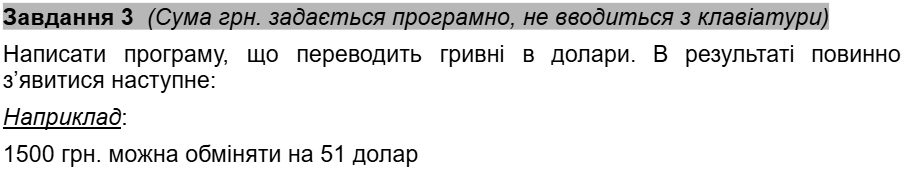 Завдання 3 (Сума грн. задається програмно, не вводиться з клавіатури)
Написати програму, що переводить гривні в долари. В результаті повинно
з’явитися наступне:
Наприклад:
1500 грн. можна обміняти на 51 долар